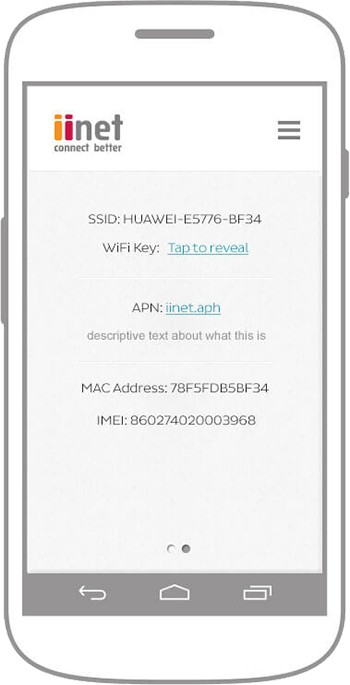 iinet
connect better
SSID: HUAWEI-E5776-BF34
WiFi Key: Tap to reveal
APN: iinet.aph
descriptive text about what this is
MAC Address: 78F5FDB5BF34
IMEI: 860274020003968